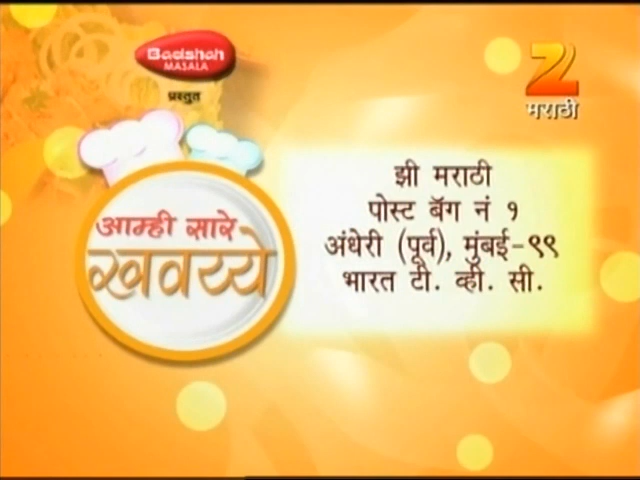 Badshah
MASALA
प्रस्तुत
मराठी
आम्ही सारे
खवय्ये
झी मराठी
पोस्ट बॅग नं १
अंधेरी (पूर्व), मुंबई-९९
भारत टी. व्ही. सी.